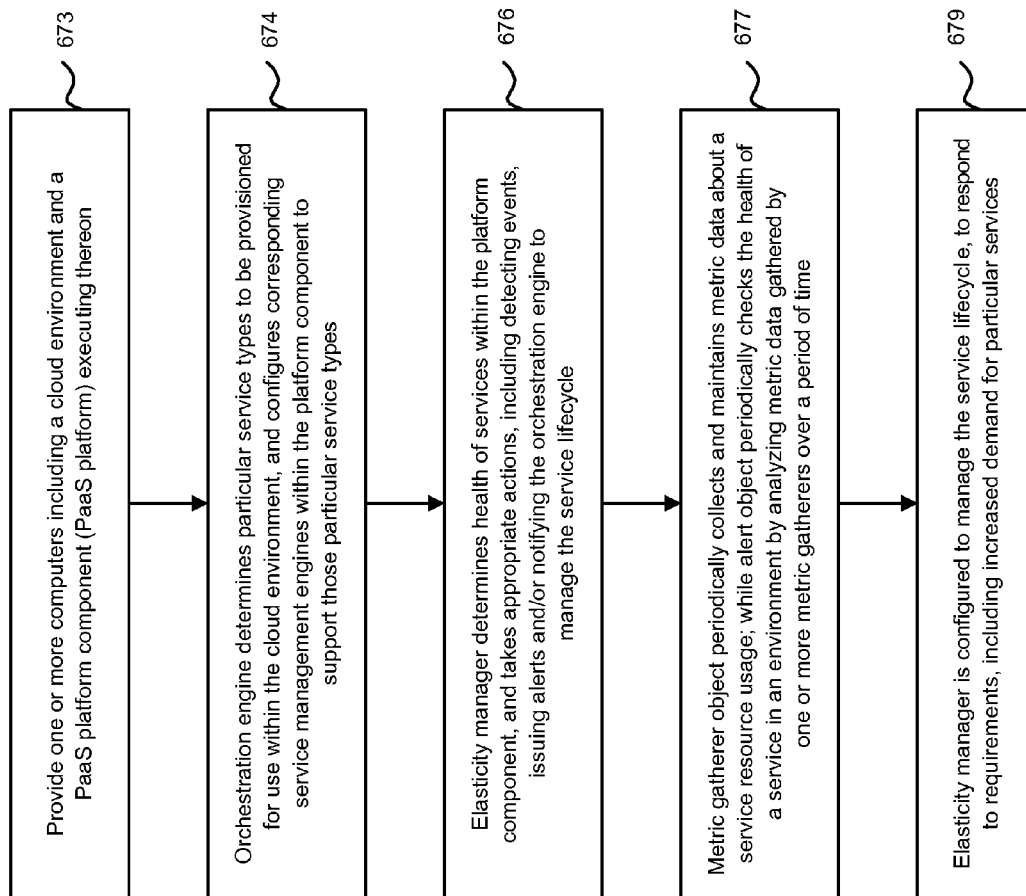 Provide one or more computers including a cloud environment and a
PaaS platform component (PaaS platform) executing thereon
673
Orchestration engine determines particular service types to be provisioned
for use within the cloud environment, and configures corresponding
service management engines within the platform component to
support those particular service types
674
Elasticity manager determines health of services within the platform
component, and takes appropriate actions, including detecting events,
issuing alerts and/or notifying the orchestration engine to
manage the service lifecycle
676
Metric gatherer object periodically collects and maintains metric data about a
service resource usage; while alert object periodically checks the health of
a service in an environment by analyzing metric data gathered by
one or more metric gatherers over a period of time
677
Elasticity manager is configured to manage the service lifecycle, to respond
to requirements, including increased demand for particular services
679